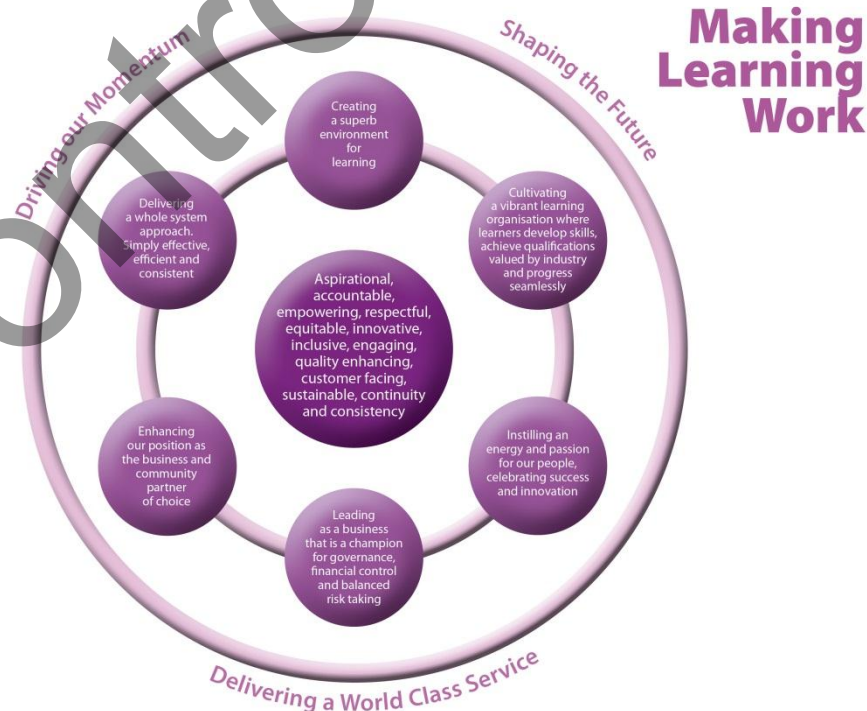 Making
Learning
Work
Driving our Momentum
Shaping the Future
Creating
a superb
environment
for
learning
Cultivating
a vibrant learning
organisation where
learners develop skills,
achieve qualifications
valued by industry
and progress
seamlessly
Instilling an
energy and passion
for our people,
celebrating success
and innovation
Leading
as a business
that is a champion
for governance,
financial control
and balanced
risk taking
Enhancing
our position as
the business and
community
partner
of choice
Delivering
a whole system
approach.
Simply effective,
efficient and
consistent
Aspirational,
accountable,
empowering, respectful,
equitable, innovative,
inclusive, engaging,
quality enhancing,
customer facing,
sustainable, continuity
and consistency
Delivering a World Class Service
ontro